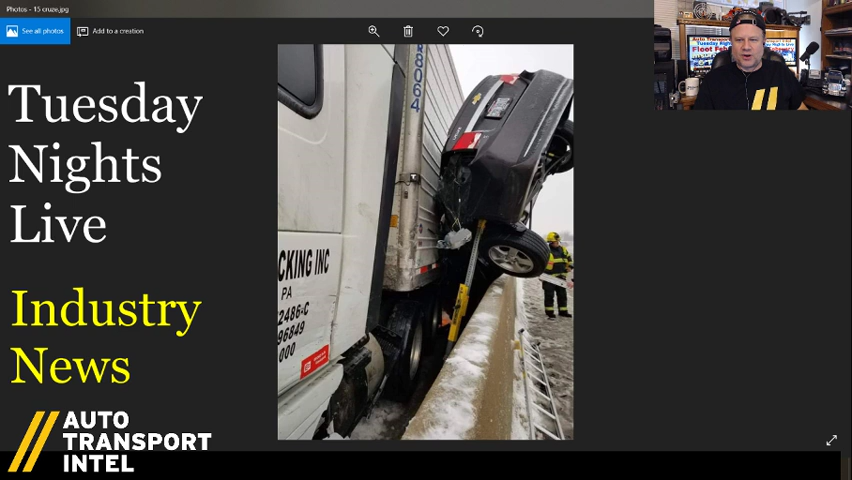 Photos - 15 cruze.jpg
See all photos
Add to a creation
Tuesday
Nights
Live
Industry
News
AUTO
TRANSPORT
INTEL
8064
CKING INC
PA
2486-C
96849
000